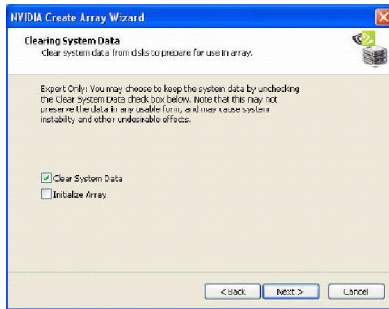 NVIDIA Create Array Wizard
Clearing System Data
Clear system data from disks to prepare for use in array.
Expert Only: You may choose to keep the system data by unchecking
the Clear System Data check box below. Note that this may not
preserve the data in any usable form, and may cause system
instability and other undesirable effects.
Clear System Data
Initialize Array
< Back
Next >
Cancel